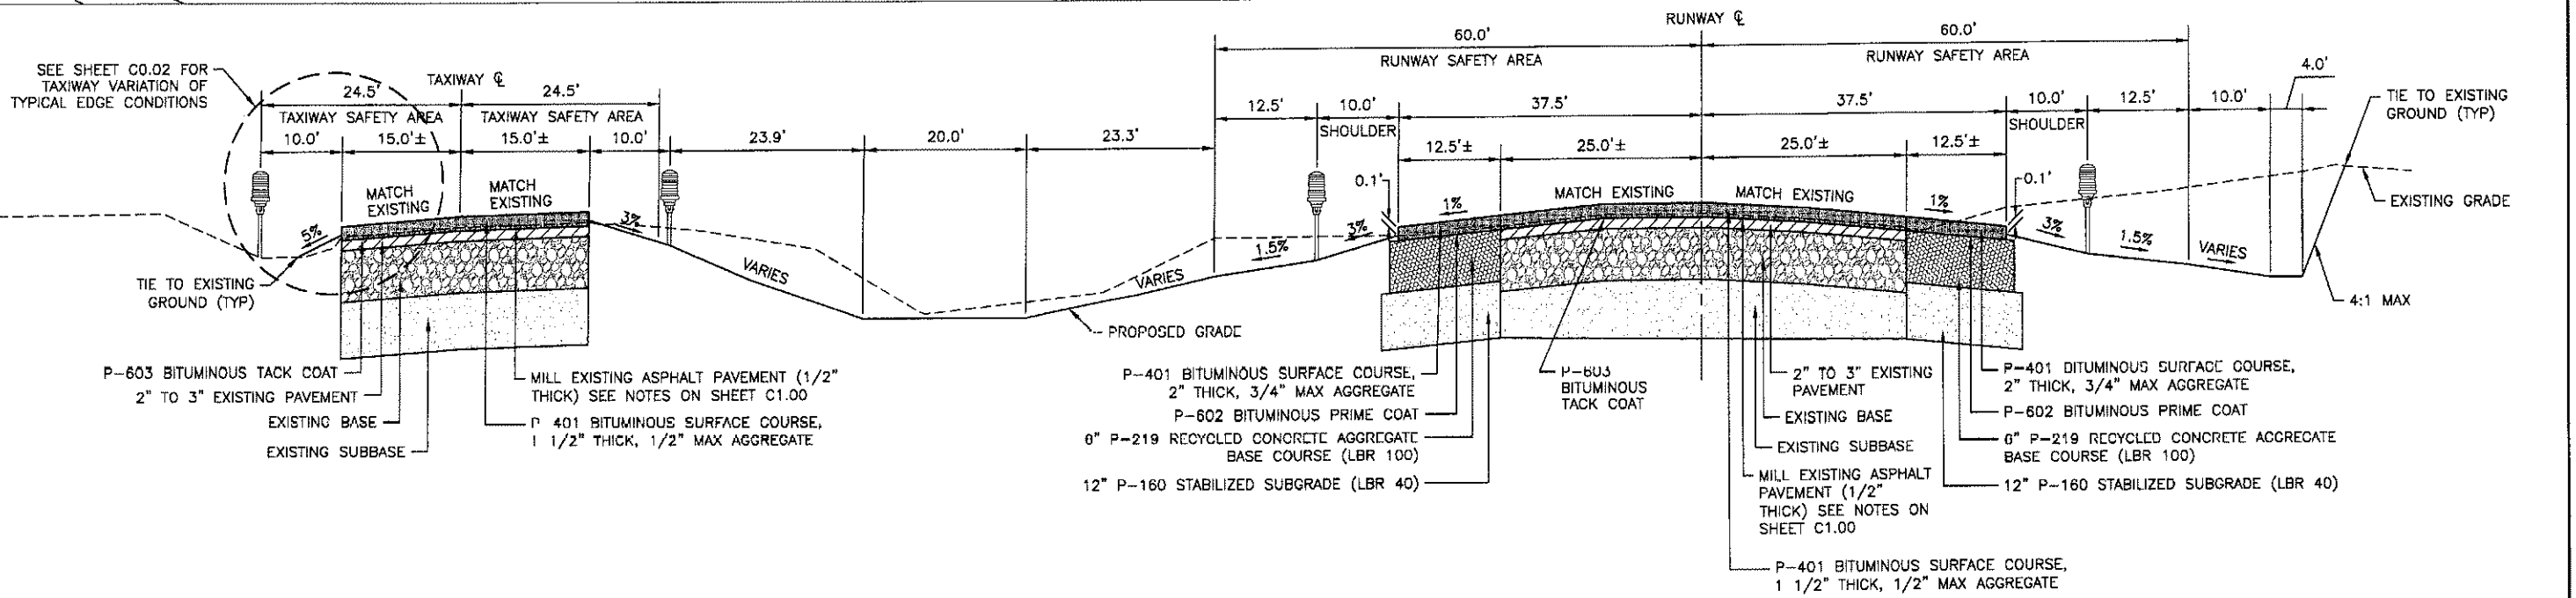 RUNWAY ℄
60.0'
60.0'
RUNWAY SAFETY AREA
RUNWAY SAFETY AREA
SEE SHEET C0.02 FOR
TAXIWAY VARIATION OF
TYPICAL EDGE CONDITIONS
TAXIWAY ℄
24.5'
24.5'
TAXIWAY SAFETY AREA
TAXIWAY SAFETY AREA
10.0'
15.0'±
15.0'±
10.0'
23.9'
20.0'
23.3'
12.5'
10.0'
SHOULDER
37.5'
37.5'
10.0'
SHOULDER
12.5'
10.0'
4.0'
12.5'±
25.0'±
25.0'±
12.5'±
TIE TO EXISTING
GROUND (TYP)
EXISTING GRADE
4:1 MAX
MATCH
EXISTING
MATCH
EXISTING
5%
3%
VARIES
VARIES
1.5%
3%
0.1'
1%
MATCH EXISTING
MATCH EXISTING
1%
0.1'
3%
1.5%
VARIES
TIE TO EXISTING
GROUND (TYP)
PROPOSED GRADE
P-603 BITUMINOUS TACK COAT
2" TO 3" EXISTING PAVEMENT
EXISTING BASE
EXISTING SUBBASE
MILL EXISTING ASPHALT PAVEMENT (1/2"
THICK) SEE NOTES ON SHEET C1.00
P 401 BITUMINOUS SURFACE COURSE,
1 1/2" THICK, 1/2" MAX AGGREGATE
P-401 BITUMINOUS SURFACE COURSE,
2" THICK, 3/4" MAX AGGREGATE
P-602 BITUMINOUS PRIME COAT
P-219 RECYCLED CONCRETE AGGREGATE
BASE COURSE (LBR 100)
12" P-160 STABILIZED SUBGRADE (LBR 40)
P-603
BITUMINOUS
TACK COAT
2" TO 3" EXISTING
PAVEMENT
EXISTING BASE
EXISTING SUBBASE
MILL EXISTING ASPHALT
PAVEMENT (1/2"
THICK) SEE NOTES ON
SHEET C1.00
P-401 BITUMINOUS SURFACE COURSE,
1 1/2" THICK, 1/2" MAX AGGREGATE
P-401 BITUMINOUS SURFACE COURSE,
2" THICK, 3/4" MAX AGGREGATE
P-602 BITUMINOUS PRIME COAT
P-219 RECYCLED CONCRETE AGGREGATE
BASE COURSE (LBR 100)
12" P-160 STABILIZED SUBGRADE (LBR 40)